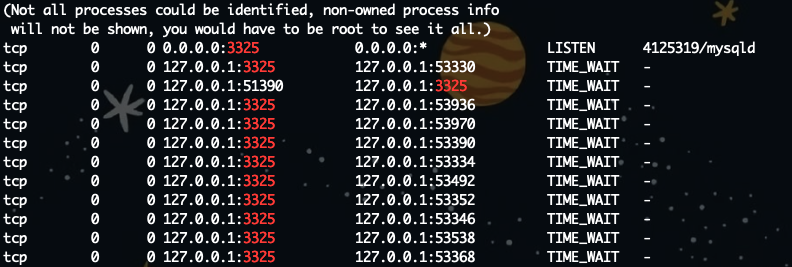 (Not all processes could be identified, non-owned process info
 will not be shown, you would have to be root to see it all.)
tcp        0      0 0.0.0.0:3325            0.0.0.0:*               LISTEN      4125319/mysqld
tcp        0      0 127.0.0.1:3325          127.0.0.1:53330         TIME_WAIT   -
tcp        0      0 127.0.0.1:51390         127.0.0.1:3325          TIME_WAIT   -
tcp        0      0 127.0.0.1:3325          127.0.0.1:53936         TIME_WAIT   -
tcp        0      0 127.0.0.1:3325          127.0.0.1:53970         TIME_WAIT   -
tcp        0      0 127.0.0.1:3325          127.0.0.1:53390         TIME_WAIT   -
tcp        0      0 127.0.0.1:3325          127.0.0.1:53334         TIME_WAIT   -
tcp        0      0 127.0.0.1:3325          127.0.0.1:53492         TIME_WAIT   -
tcp        0      0 127.0.0.1:3325          127.0.0.1:53352         TIME_WAIT   -
tcp        0      0 127.0.0.1:3325          127.0.0.1:53346         TIME_WAIT   -
tcp        0      0 127.0.0.1:3325          127.0.0.1:53538         TIME_WAIT   -
tcp        0      0 127.0.0.1:3325          127.0.0.1:53368         TIME_WAIT   -